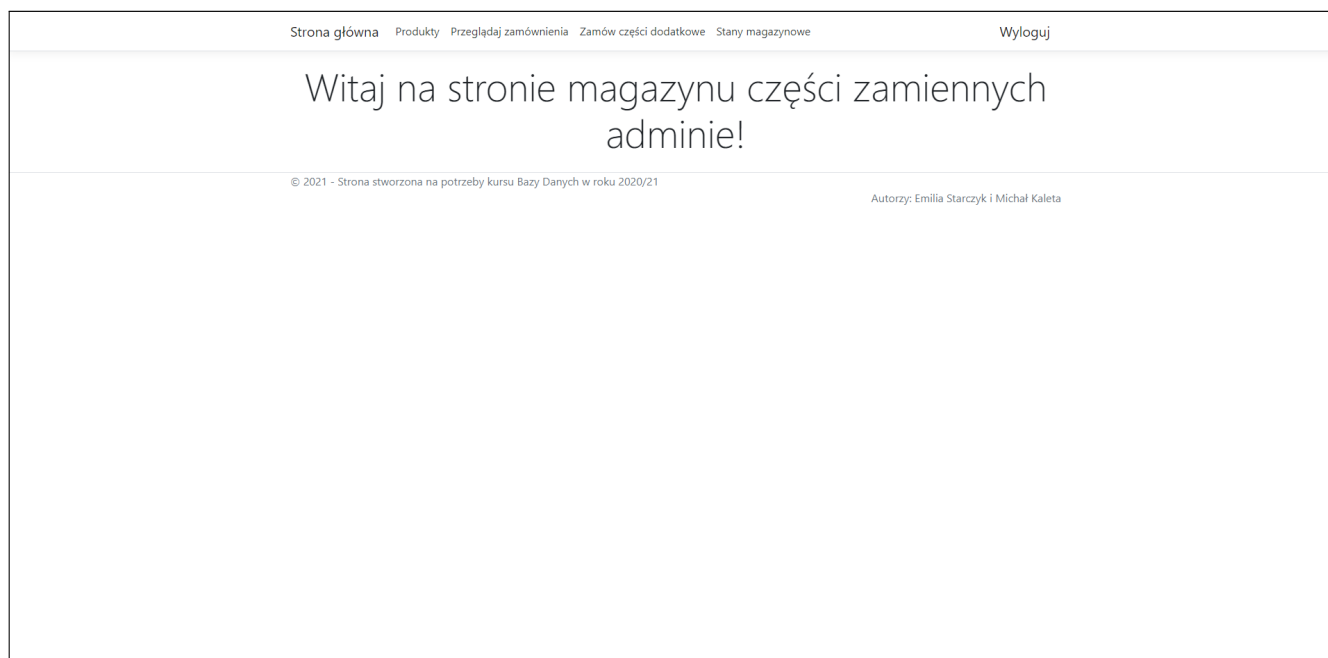 Strona główna Produkty Przeglądaj zamównienia Zamów części dodatkowe Stany magazynowe Wyloguj
Witaj na stronie magazynu części zamiennych
adminie!
© 2021 - Strona stworzona na potrzeby kursu Bazy Danych w roku 2020/21
Autorzy: Emilia Starczyk i Michał Kaleta